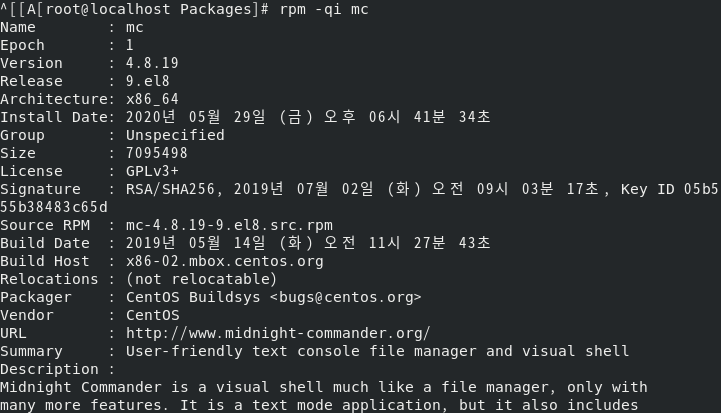 ^[[A[root@localhost Packages]# rpm -qi mc
Name        : mc
Epoch       : 1
Version     : 4.8.19
Release     : 9.el8
Architecture: x86_64
Install Date: 2020년 05월 29일 (금) 오후 06시 41분 34초
Group       : Unspecified
Size        : 7095498
License     : GPLv3+
Signature   : RSA/SHA256, 2019년 07월 02일 (화) 오전 09시 03분 17초, Key ID 05b5
55b38483c65d
Source RPM  : mc-4.8.19-9.el8.src.rpm
Build Date  : 2019년 05월 14일 (화) 오전 11시 27분 43초
Build Host  : x86-02.mbox.centos.org
Relocations : (not relocatable)
Packager    : CentOS Buildsys <bugs@centos.org>
Vendor      : CentOS
URL         : http://www.midnight-commander.org/
Summary     : User-friendly text console file manager and visual shell
Description :
Midnight Commander is a visual shell much like a file manager, only with
many more features. It is a text mode application, but it also includes